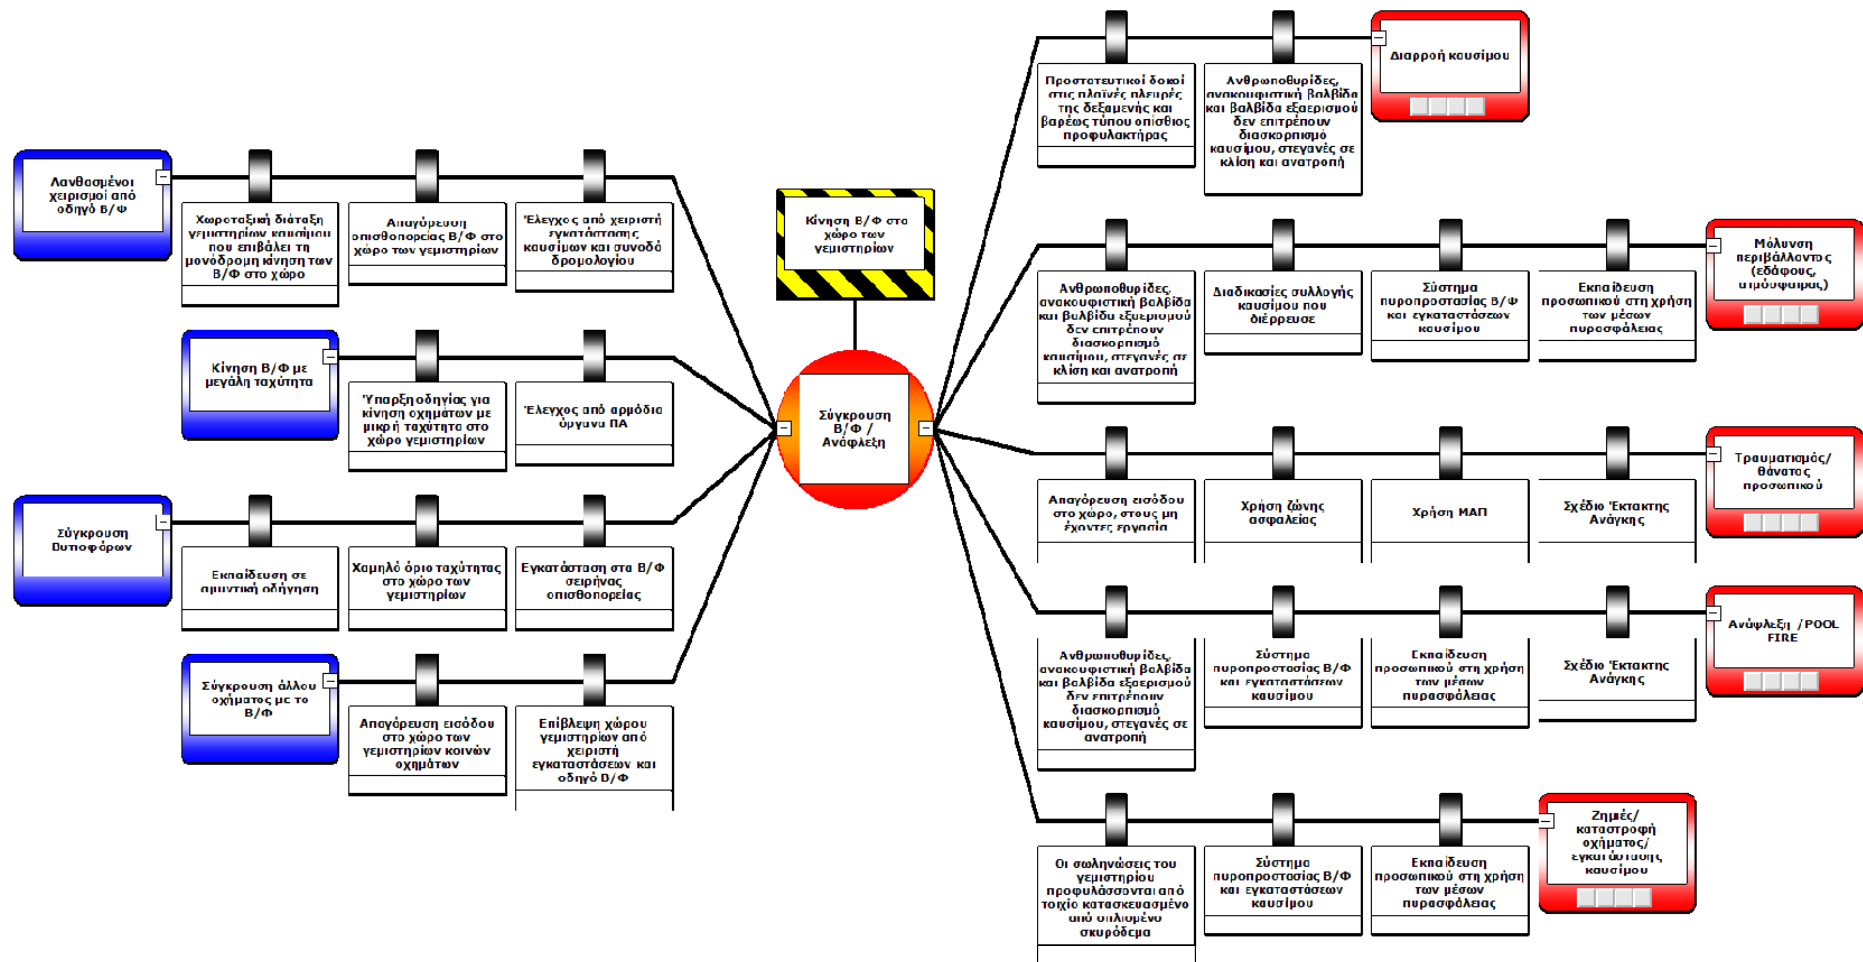 Διαρροή καυσίμου
Προστατευτικοί δοκοί
στις πλαϊνές πλευρές
της δεξαμενής και
βαρέως τύπου οπίσθιος
προφυλακτήρας
Ανθρωποθυρίδες,
ανακουφιστική βαλβίδα
και βαλβίδα εξαερισμού
δεν επιτρέπουν
διασκορπισμό
καυσίμου, στεγανές σε
κλίση και ανατροπή
Λανθασμένοι
χειρισμοί από
οδηγό Β/Φ
Χωροταξική διάταξη
γεμιστηρίων καυσίμου
που επιβάλει τη
μονόδρομη κίνηση των
Β/Φ στο χώρο
Απαγόρευση
οπισθοπορείας Β/Φ στο
χώρο των γεμιστηρίων
Έλεγχος από χειριστή
εγκατάστασης
καυσίμων και συνοδό
δρομολογίου
Κίνηση Β/Φ στο
χώρο των
γεμιστηρίων
Μόλυνση
περιβάλλοντος
(εδάφους,
ατμόσφαιρας)
Ανθρωποθυρίδες,
ανακουφιστική βαλβίδα
και βαλβίδα εξαερισμού
δεν επιτρέπουν
διασκορπισμό
καυσίμου, στεγανές σε
κλίση και ανατροπή
Διαδικασίες συλλογής
καυσίμου που
διέρρευσε
Σύστημα
πυροπροστασίας Β/Φ
και εγκαταστάσεων
καυσίμου
Εκπαίδευση
προσωπικού στη χρήση
των μέσων
πυρασφάλειας
Κίνηση Β/Φ με
μεγάλη ταχύτητα
Ύπαρξη οδηγίας για
κίνηση οχημάτων με
μικρή ταχύτητα στο
χώρο γεμιστηρίων
Έλεγχος από αρμόδια
όργανα ΠΑ
Σύγκρουση
Β/Φ /
Ανάφλεξη
Τραυματισμός/
θάνατος
προσωπικού
Απαγόρευση εισόδου
στο χώρο, στους μη
έχοντες εργασία
Χρήση ζώνης
ασφαλείας
Χρήση ΜΑΠ
Σχέδιο Έκτακτης
Ανάγκης
Σύγκρουση
Βυτιοφόρων
Εκπαίδευση σε
αμυντική οδήγηση
Χαμηλό όριο ταχύτητας
στο χώρο των
γεμιστηρίων
Εγκατάσταση στα Β/Φ
σειρήνας
οπισθοπορείας
Ανάφλεξη /POOL
FIRE
Ανθρωποθυρίδες,
ανακουφιστική βαλβίδα
και βαλβίδα εξαερισμού
δεν επιτρέπουν
διασκορπισμό
καυσίμου, στεγανές σε
ανατροπή
Σύστημα
πυροπροστασίας Β/Φ
και εγκαταστάσεων
καυσίμου
Εκπαίδευση
προσωπικού στη χρήση
των μέσων
πυρασφάλειας
Σχέδιο Έκτακτης
Ανάγκης
Σύγκρουση άλλου
οχήματος με το
Β/Φ
Απαγόρευση εισόδου
στο χώρο των
γεμιστηρίων κοινών
οχημάτων
Επίβλεψη χώρου
γεμιστηρίων από
χειριστή
εγκαταστάσεων και
οδηγό Β/Φ
Ζημιές/
καταστροφή
οχήματος/
εγκατάστασης
καυσίμου
Οι σωληνώσεις του
γεμιστηρίου
προφυλάσσονται από
τοιχίο κατασκευασμένο
από οπλισμένο
σκυρόδεμα
Σύστημα
πυροπροστασίας Β/Φ
και εγκαταστάσεων
καυσίμου
Εκπαίδευση
προσωπικού στη χρήση
των μέσων
πυρασφάλειας